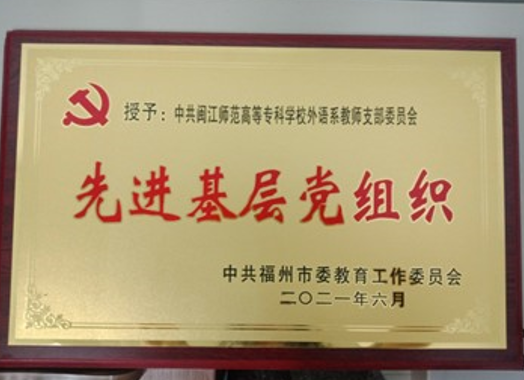 授予：中共闽江师范高等专科学校外语系教师支部委员会
先进基层党组织
中共福州市委教育工作委员会
二〇二一年六月